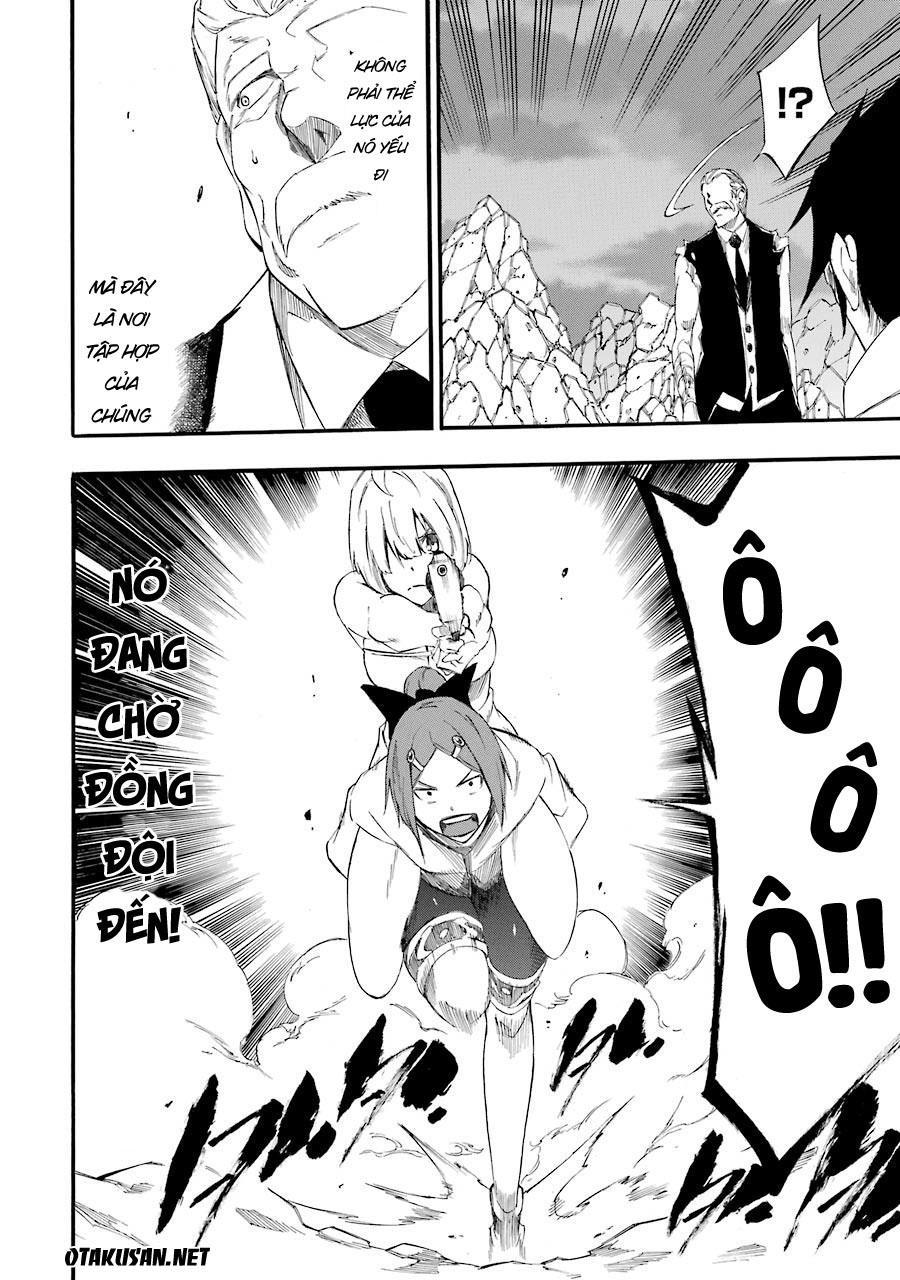 !?
KHÔNG
PHẢI THỂ
LỰC CỦA
NÓ YẾU
ĐI
MÀ ĐÂY
LÀ NƠI
TẬP HỢP
CỦA
CHÚNG
Ô
Ô
Ô
Ô!!
NÓ
ĐANG
CHỜ
ĐỒNG
ĐỘI
ĐẾN!
OTAKUSAN.NET